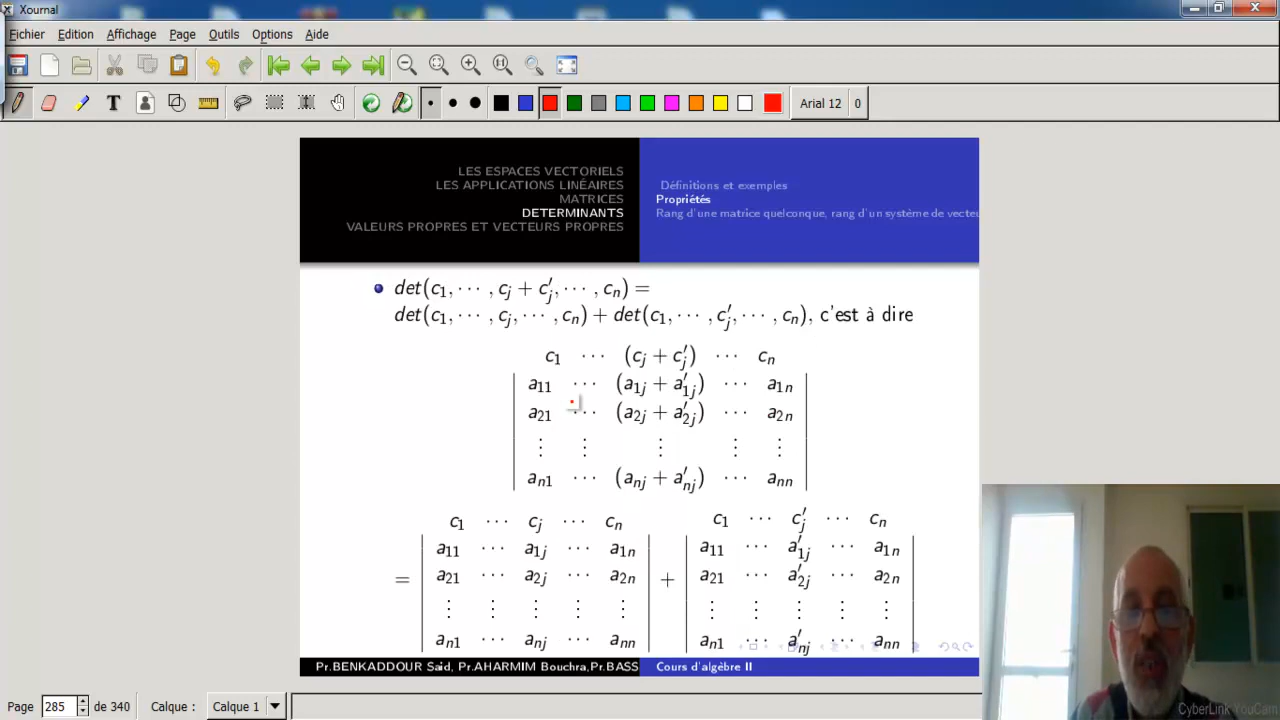 Xournal
Fichier Edition Affichage Page Outils Options Aide
Arial 12 0
LES ESPACES VECTORIELS
LES APPLICATIONS LINÉAIRES
MATRICES
DETERMINANTS
VALEURS PROPRES ET VECTEURS PROPRES
Définitions et exemples
Propriétés
Rang d'une matrice quelconque, rang d'un système de vecteu
det(c₁, ⋯ , cⱼ + c′ⱼ, ⋯ , cₙ) =
det(c₁, ⋯ , cⱼ, ⋯ , cₙ) + det(c₁, ⋯ , c′ⱼ, ⋯ , cₙ), c'est à dire
c₁ ⋯ (cⱼ + c′ⱼ) ⋯ cₙ
a₁₁ ⋯ (a₁ⱼ + a′₁ⱼ) ⋯ a₁ₙ
a₂₁ ⋯ (a₂ⱼ + a′₂ⱼ) ⋯ a₂ₙ
⋮ ⋮ ⋮ ⋮ ⋮
aₙ₁ ⋯ (aₙⱼ + a′ₙⱼ) ⋯ aₙₙ
c₁ ⋯ cⱼ ⋯ cₙ c₁ ⋯ c′ⱼ ⋯ cₙ
a₁₁ ⋯ a₁ⱼ ⋯ a₁ₙ a₁₁ ⋯ a′₁ⱼ ⋯ a₁ₙ
= a₂₁ ⋯ a₂ⱼ ⋯ a₂ₙ + a₂₁ ⋯ a′₂ⱼ ⋯ a₂ₙ
⋮ ⋮ ⋮ ⋮ ⋮ ⋮ ⋮ ⋮ ⋮ ⋮
aₙ₁ ⋯ aₙⱼ ⋯ aₙₙ aₙ₁ ⋯ a′ₙⱼ ⋯ aₙₙ
Pr.BENKADDOUR Said, Pr.AHARMIM Bouchra,Pr.BASS Cours d'algèbre II
CyberLink YouCam
Page 285 de 340 Calque : Calque 1